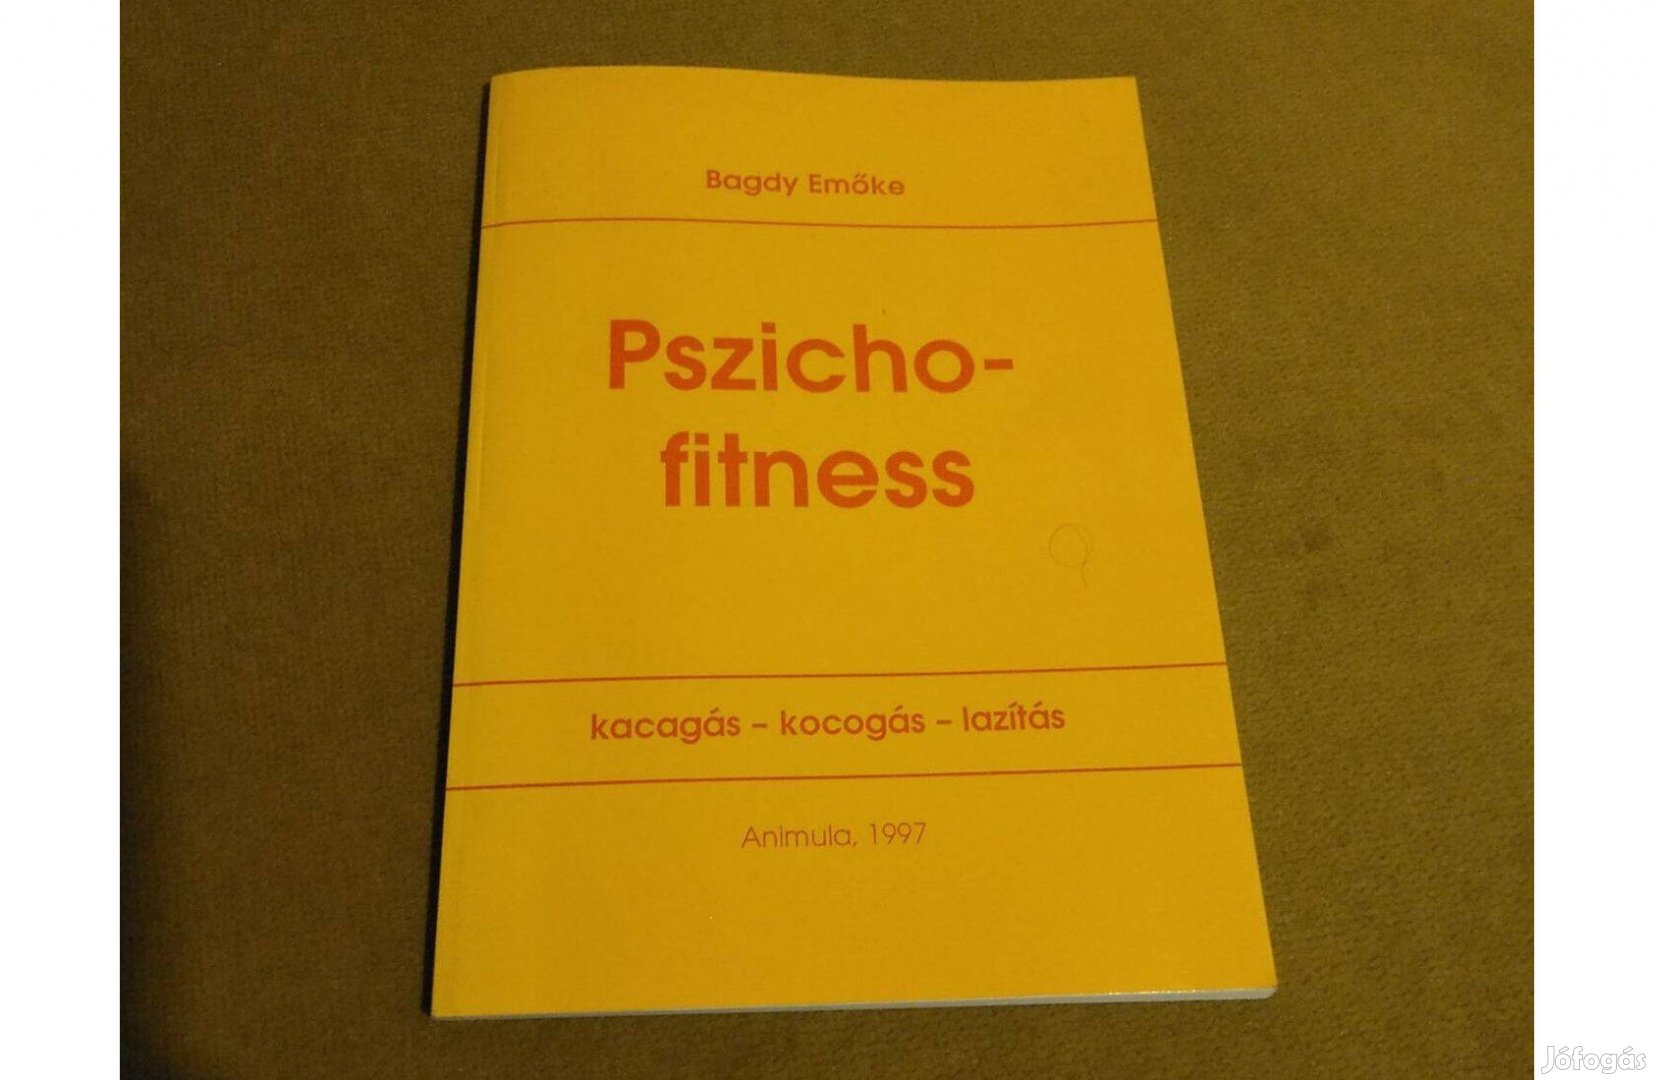 Bagdy Emőke
Pszicho-
fitness
kacagás – kocogás – lazítás
Animula, 1997
Jófogás